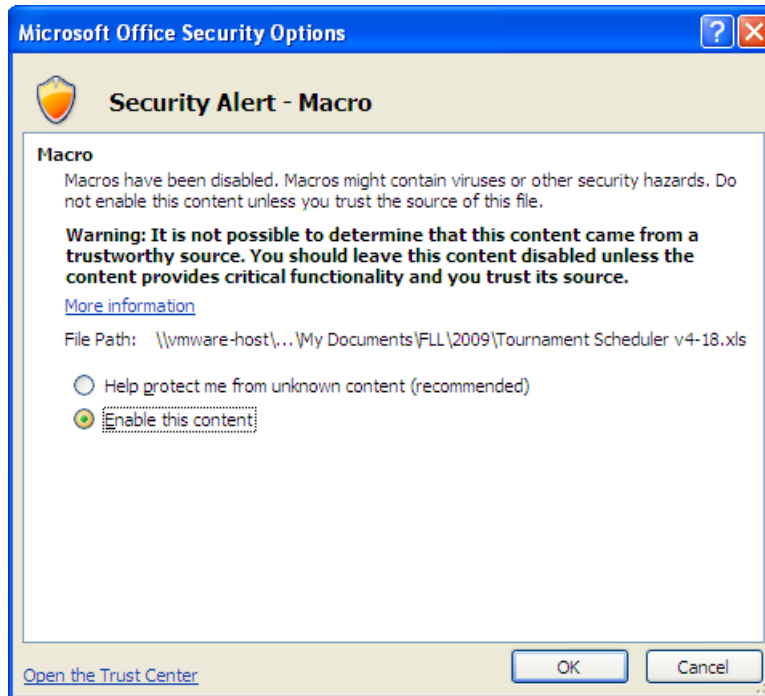 Microsoft Office Security Options
Security Alert - Macro
Macro
Macros have been disabled. Macros might contain viruses or other security hazards. Do
not enable this content unless you trust the source of this file.
Warning: It is not possible to determine that this content came from a
trustworthy source. You should leave this content disabled unless the
content provides critical functionality and you trust its source.
More information
File Path: \\vmware-host\...\My Documents\FLL\2009\Tournament Scheduler v4-18.xls
Help protect me from unknown content (recommended)
Enable this content
Open the Trust Center
OK
Cancel